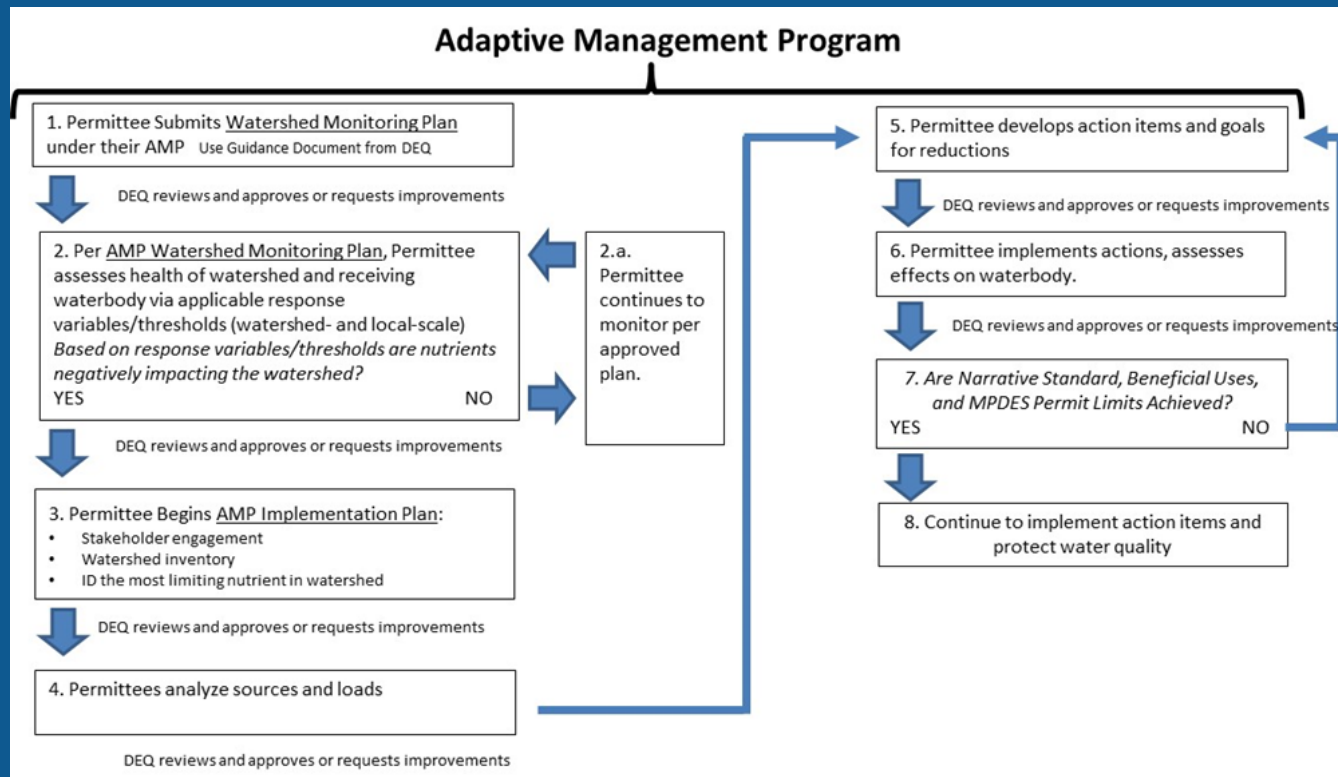 Adaptive Management Program
1. Permittee Submits Watershed Monitoring Plan
under their AMP Use Guidance Document from DEQ
DEQ reviews and approves or requests improvements
2. Per AMP Watershed Monitoring Plan, Permittee
assesses health of watershed and receiving
waterbody via applicable response
variables/thresholds (watershed- and local-scale)
Based on response variables/thresholds are nutrients
negatively impacting the watershed?
YES NO
2.a.
Permittee
continues to
monitor per
approved
plan.
DEQ reviews and approves or requests improvements
3. Permittee Begins AMP Implementation Plan:
• Stakeholder engagement
• Watershed inventory
• ID the most limiting nutrient in watershed
DEQ reviews and approves or requests improvements
4. Permittees analyze sources and loads
DEQ reviews and approves or requests improvements
5. Permittee develops action items and goals
for reductions
DEQ reviews and approves or requests improvements
6. Permittee implements actions, assesses
effects on waterbody.
DEQ reviews and approves or requests improvements
7. Are Narrative Standard, Beneficial Uses,
and MPDES Permit Limits Achieved?
YES NO
8. Continue to implement action items and
protect water quality